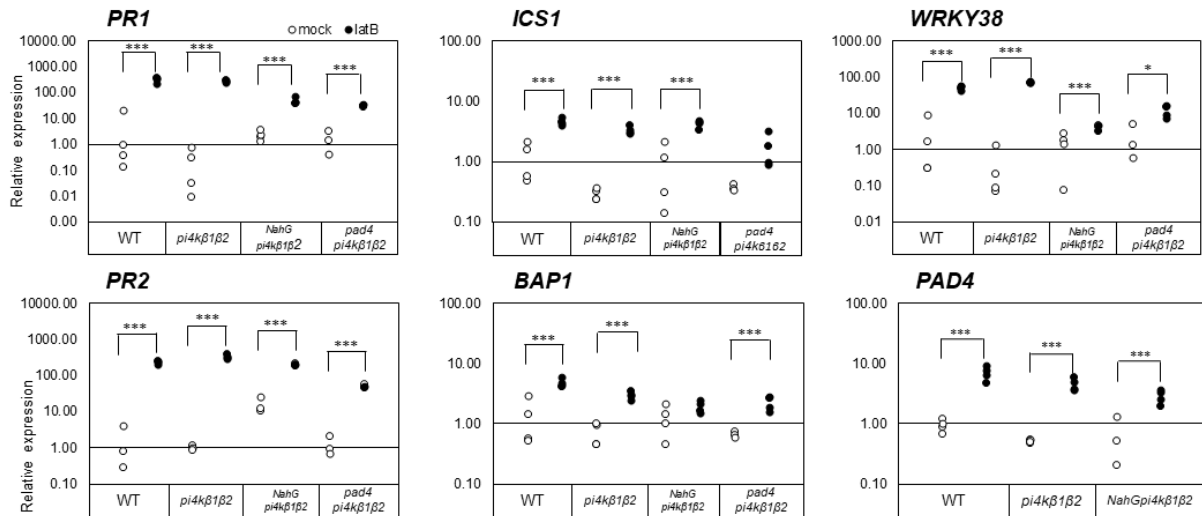 PR1
○ mock ● latB
Relative expression
10000.00
1000.00
100.00
10.00
1.00
0.10
0.01
0.00
***
***
***
***
WT
pi4kβ1β2
NahG
pi4kβ1β2
pad4
pi4kβ1β2
ICS1
100.00
10.00
1.00
0.10
***
***
***
WT
pi4kβ1β2
NahG
pi4kβ1β2
pad4
pi4k6162
WRKY38
1000.00
100.00
10.00
1.00
0.10
0.01
***
***
***
*
WT
pi4kβ1β2
NahG
pi4kβ1β2
pad4
pi4kβ1β2
PR2
Relative expression
10000.00
1000.00
100.00
10.00
1.00
0.10
***
***
***
***
WT
pi4kβ1β2
NahG
pi4kβ1β2
pad4
pi4kβ1β2
BAP1
100.00
10.00
1.00
0.10
***
***
***
WT
pi4kβ1β2
NahG
pi4kβ1β2
pad4
pi4kβ1β2
PAD4
100.00
10.00
1.00
0.10
***
***
***
WT
pi4kβ1β2
NahGpi4kβ1β2